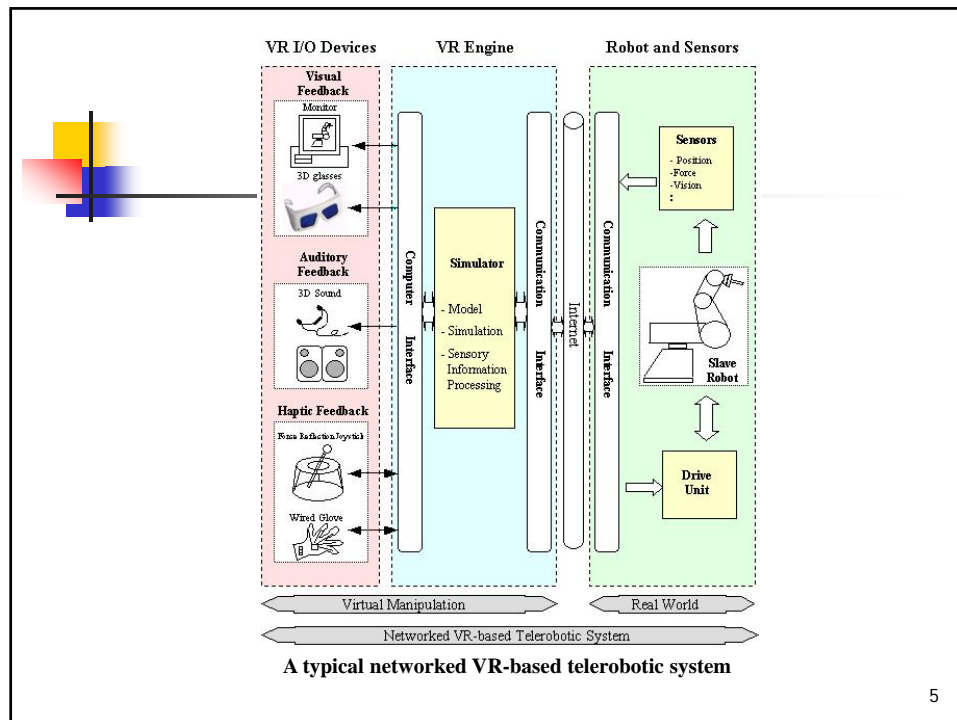 VR I/O Devices
VR Engine
Robot and Sensors
Visual
Feedback
Monitor
3D glasses
Auditory
Feedback
3D Sound
Haptic Feedback
Force Reflection Joystick
Wired Glove
Computer Interface
Simulator
- Model
- Simulation
- Sensory
Information
Processing
Communication Interface
Internet
Communication Interface
Sensors
- Position
-Force
-Vision
:
Slave
Robot
Drive
Unit
Virtual Manipulation
Real World
Networked VR-based Telerobotic System
A typical networked VR-based telerobotic system
5